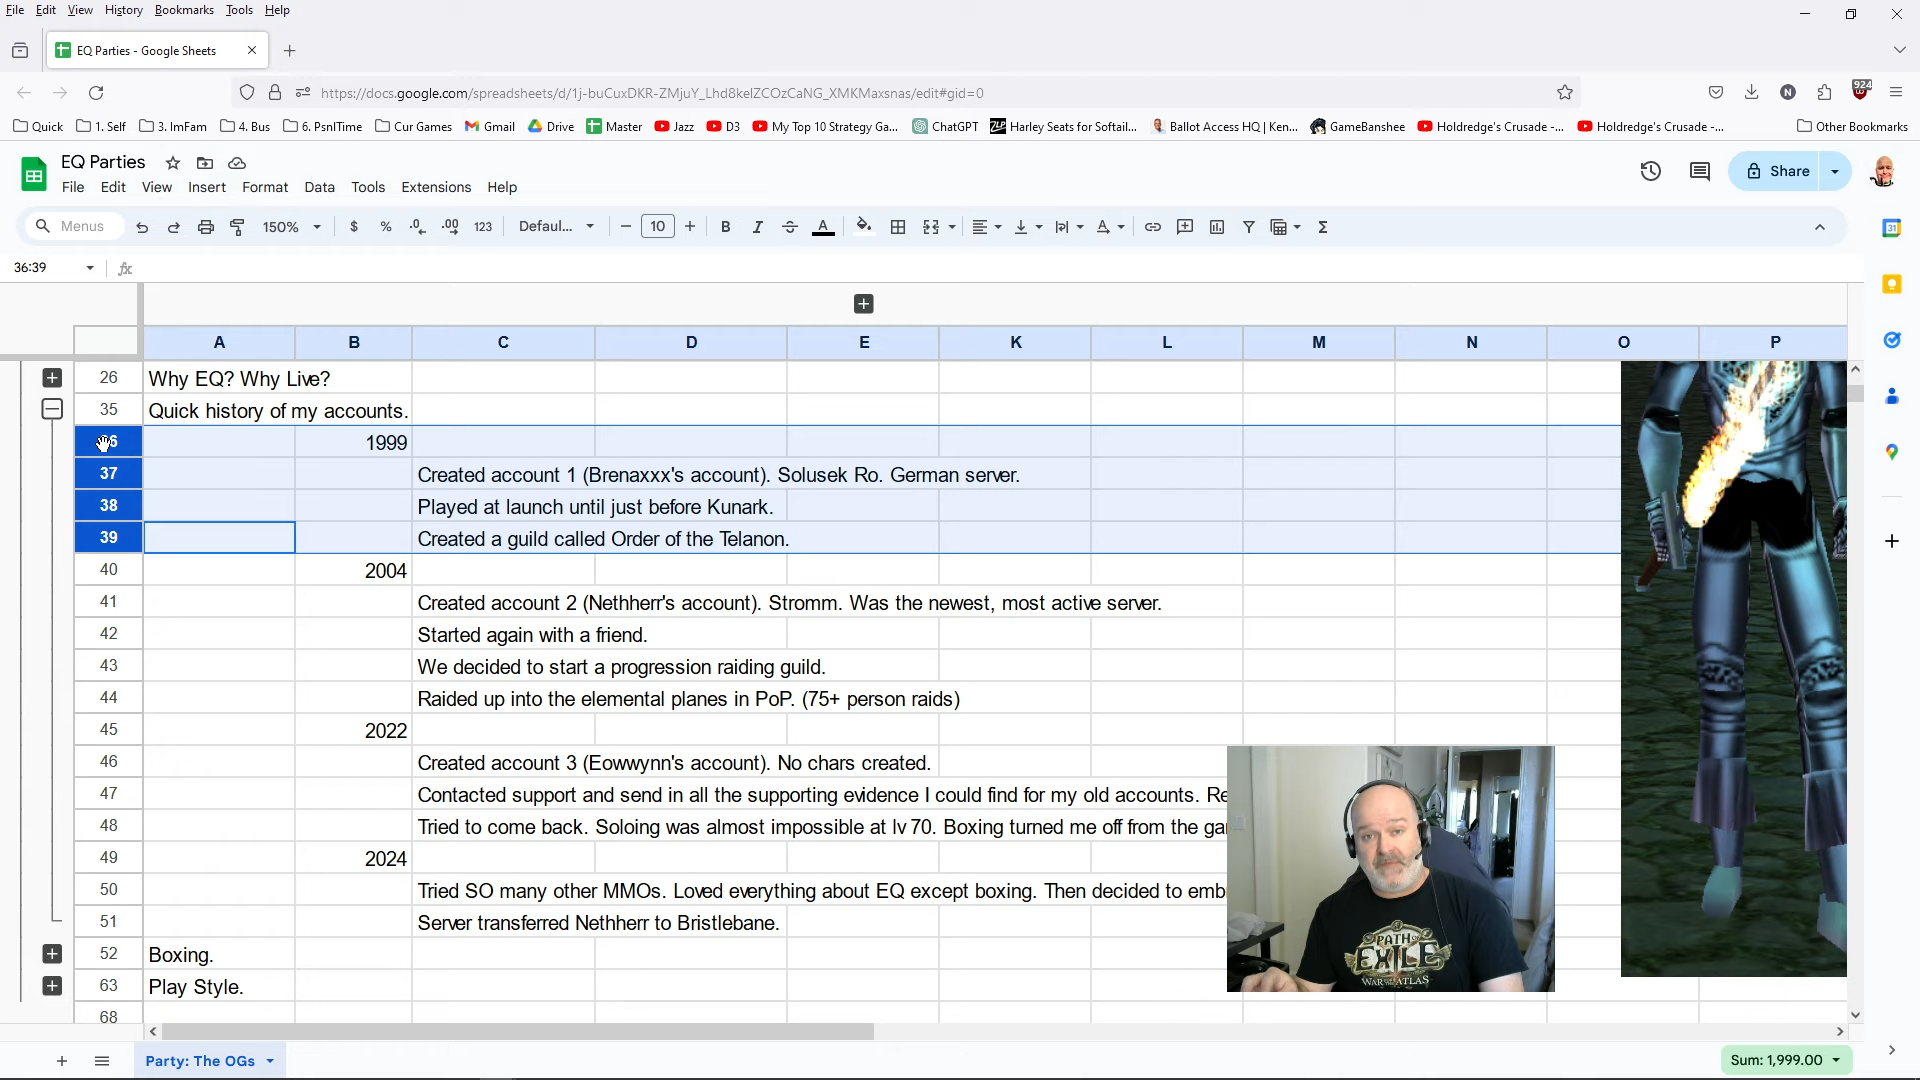 File Edit View History Bookmarks Tools Help
EQ Parties - Google Sheets
https://docs.google.com/spreadsheets/d/1j-buCuxDKR-ZMjuY_Lhd8kelZCOzCaNG_XMKMaxsnas/edit#gid=0
924
Quick 1. Self 3. ImFam 4. Bus 6. PsnlTime Cur Games Gmail Drive Master Jazz D3 My Top 10 Strategy Ga... ChatGPT Harley Seats for Softail... Ballot Access HQ | Ken... GameBanshee Holdredge's Crusade -... Holdredge's Crusade -... Other Bookmarks
EQ Parties
File Edit View Insert Format Data Tools Extensions Help
Share
Menus 150% $ % .0 .00 123 Defaul... 10 B I A
36:39 fx
A B C D E K L M N O P
26 Why EQ? Why Live?
35 Quick history of my accounts.
36 1999
37 Created account 1 (Brenaxxx's account). Solusek Ro. German server.
38 Played at launch until just before Kunark.
39 Created a guild called Order of the Telanon.
40 2004
41 Created account 2 (Nethherr's account). Stromm. Was the newest, most active server.
42 Started again with a friend.
43 We decided to start a progression raiding guild.
44 Raided up into the elemental planes in PoP. (75+ person raids)
45 2022
46 Created account 3 (Eowwynn's account). No chars created.
47 Contacted support and send in all the supporting evidence I could find for my old accounts. Re
48 Tried to come back. Soloing was almost impossible at lv 70. Boxing turned me off from the ga
49 2024
50 Tried SO many other MMOs. Loved everything about EQ except boxing. Then decided to emb
51 Server transferred Nethherr to Bristlebane.
52 Boxing.
63 Play Style.
68
PATH OF
EXILE
WAR FOR THE ATLAS
Party: The OGs
Sum: 1,999.00
31